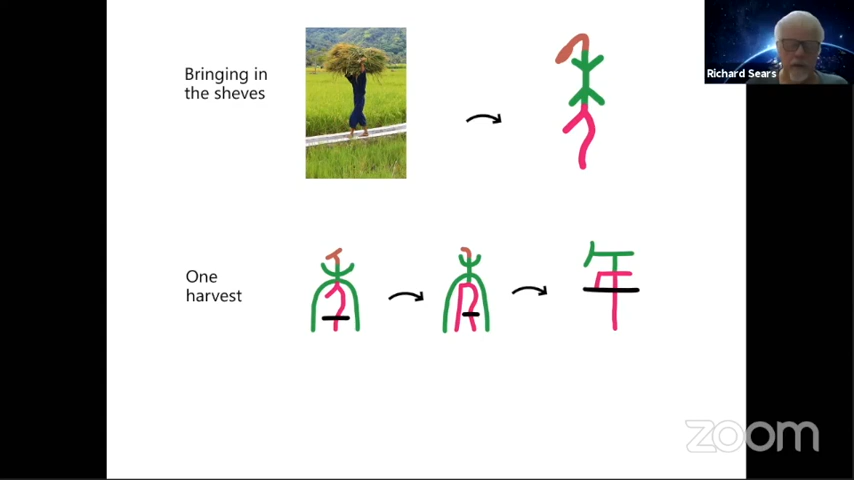 Bringing in
the sheves
Richard Sears
One
harvest
年
zoom